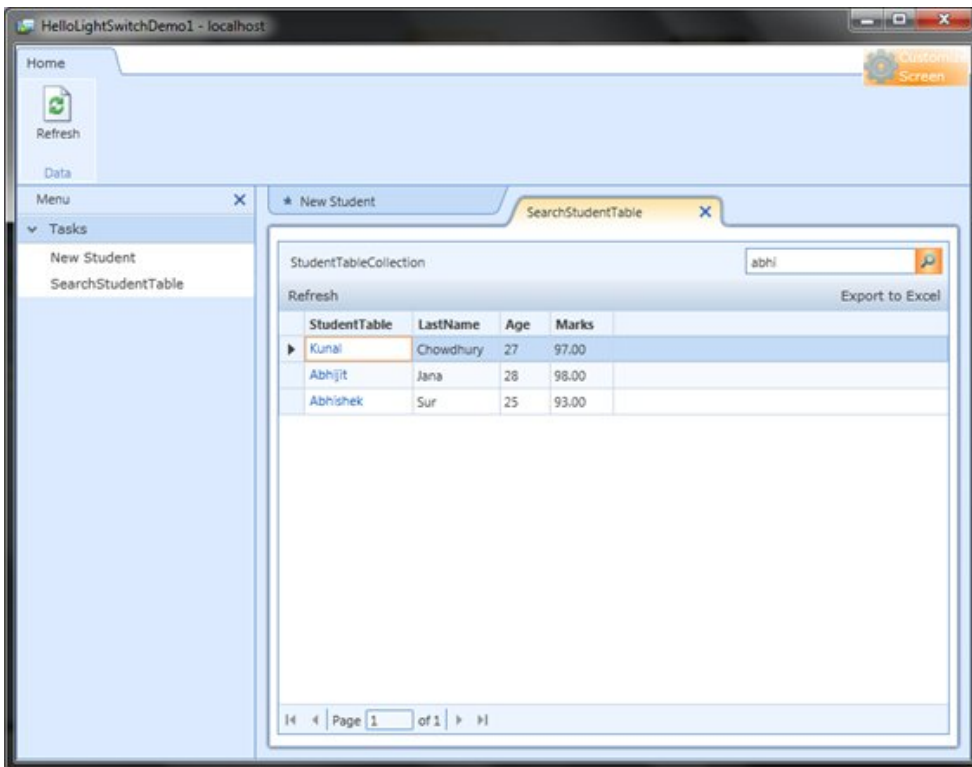 HelloLightSwitchDemo1 - localhost
Home
Customize
Screen
Refresh
Data
Menu
Tasks
New Student
SearchStudentTable
New Student
SearchStudentTable
StudentTableCollection
abhi
Refresh
Export to Excel
StudentTable LastName Age Marks
Kunal Chowdhury 27 97.00
Abhijit Jana 28 98.00
Abhishek Sur 25 93.00
Page 1 of 1